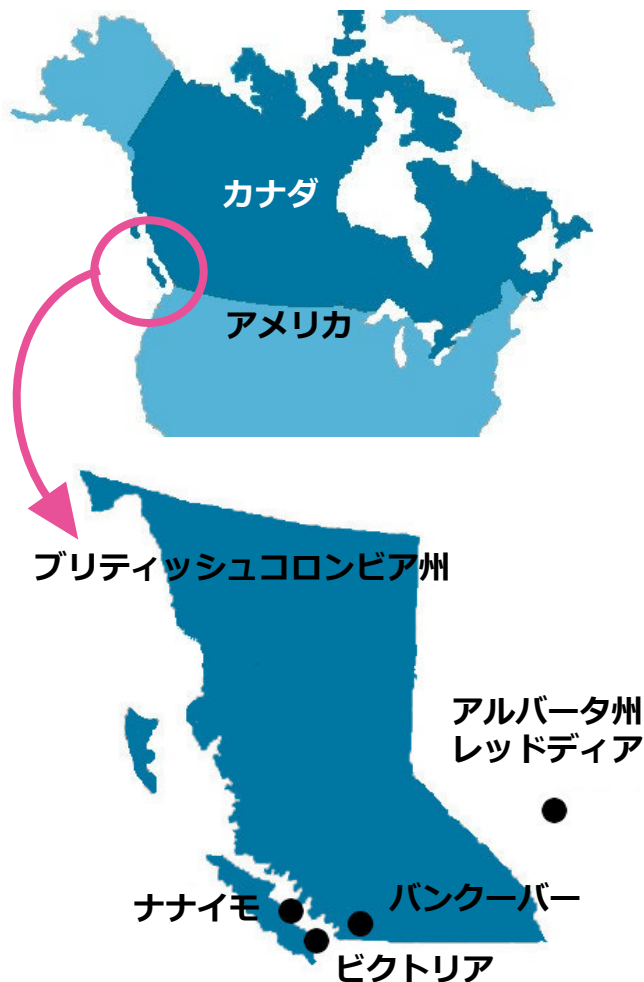 カナダ
アメリカ
ブリティッシュコロンビア州
アルバータ州
レッドディア
ナナイモ
バンクーバー
ビクトリア